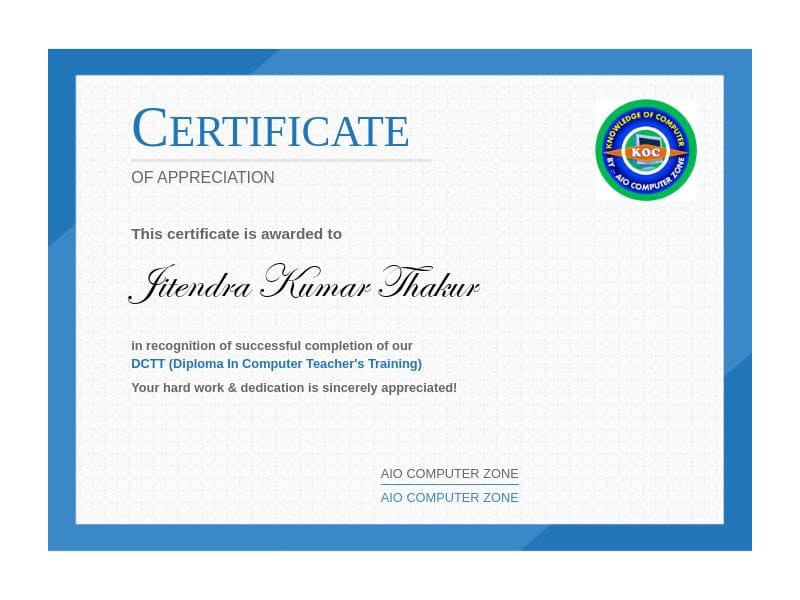 CERTIFICATE
OF APPRECIATION
KNOWLEDGE OF COMPUTER
KOC
BY :- AIO COMPUTER ZONE
This certificate is awarded to
Jitendra Kumar Thakur
in recognition of successful completion of our
DCTT (Diploma In Computer Teacher's Training)
Your hard work & dedication is sincerely appreciated!
AIO COMPUTER ZONE
AIO COMPUTER ZONE